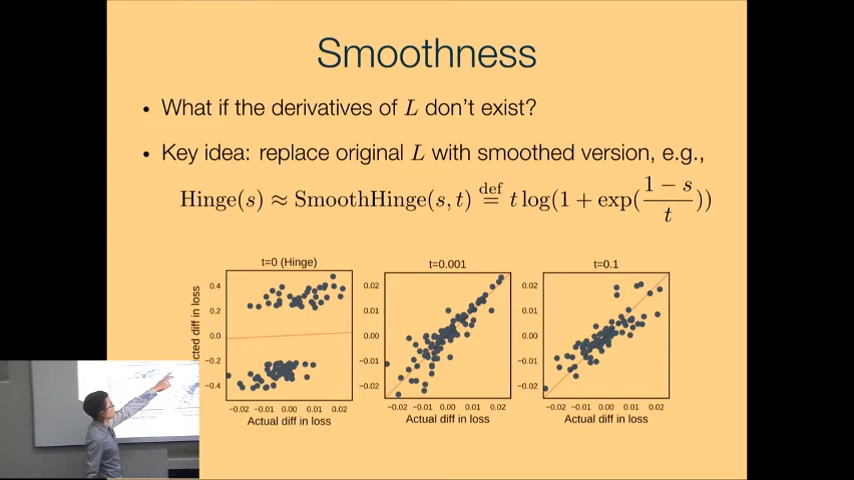 Smoothness
• What if the derivatives of L don't exist?
• Key idea: replace original L with smoothed version, e.g.,
Hinge(s) ≈ SmoothHinge(s, t) def= t log(1 + exp((1 − s)/t))
t=0 (Hinge)
t=0.001
t=0.1
0.4
0.2
0.0
−0.2
−0.4
cted diff in loss
−0.02 −0.01 0.00 0.01 0.02
Actual diff in loss
0.02
0.01
0.00
−0.01
−0.02
−0.02 −0.01 0.00 0.01 0.02
Actual diff in loss
0.02
0.01
0.00
−0.01
−0.02
−0.02 −0.01 0.00 0.01 0.02
Actual diff in loss